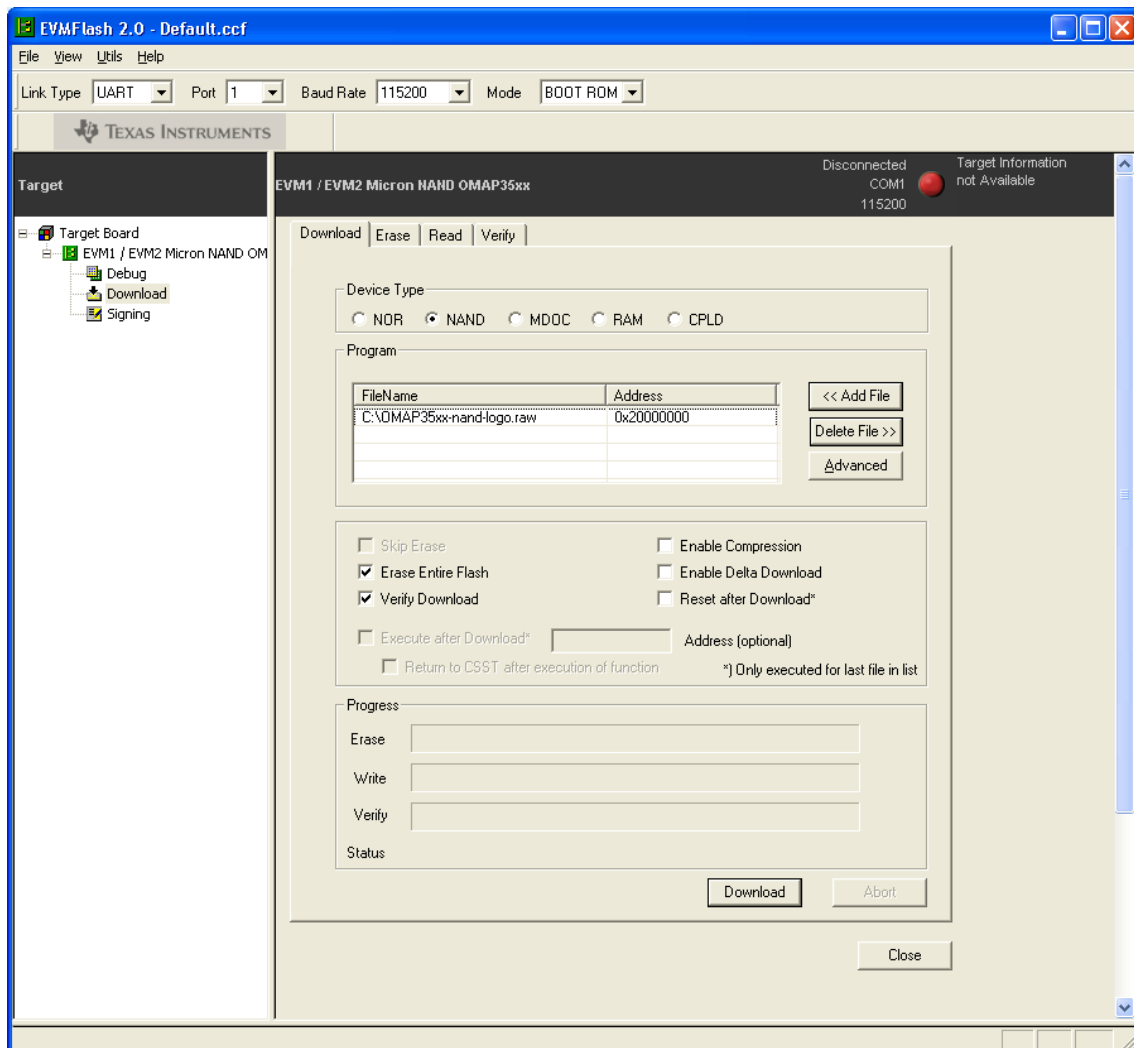 EVMFlash 2.0 - Default.ccf
File View Utils Help
Link Type UART Port 1 Baud Rate 115200 Mode BOOT ROM
TEXAS INSTRUMENTS
Target
EVM1 / EVM2 Micron NAND OMAP35xx
Disconnected
COM1
115200
Target Information
not Available
Target Board
EVM1 / EVM2 Micron NAND OM
Debug
Download
Signing
Download Erase Read Verify
Device Type
NOR NAND MDOC RAM CPLD
Program
FileName Address
C:\OMAP35xx-nand-logo.raw 0x20000000
<< Add File
Delete File >>
Advanced
Skip Erase Enable Compression
Erase Entire Flash Enable Delta Download
Verify Download Reset after Download*
Execute after Download* Address (optional)
Return to CSST after execution of function *) Only executed for last file in list
Progress
Erase
Write
Verify
Status
Download Abort
Close